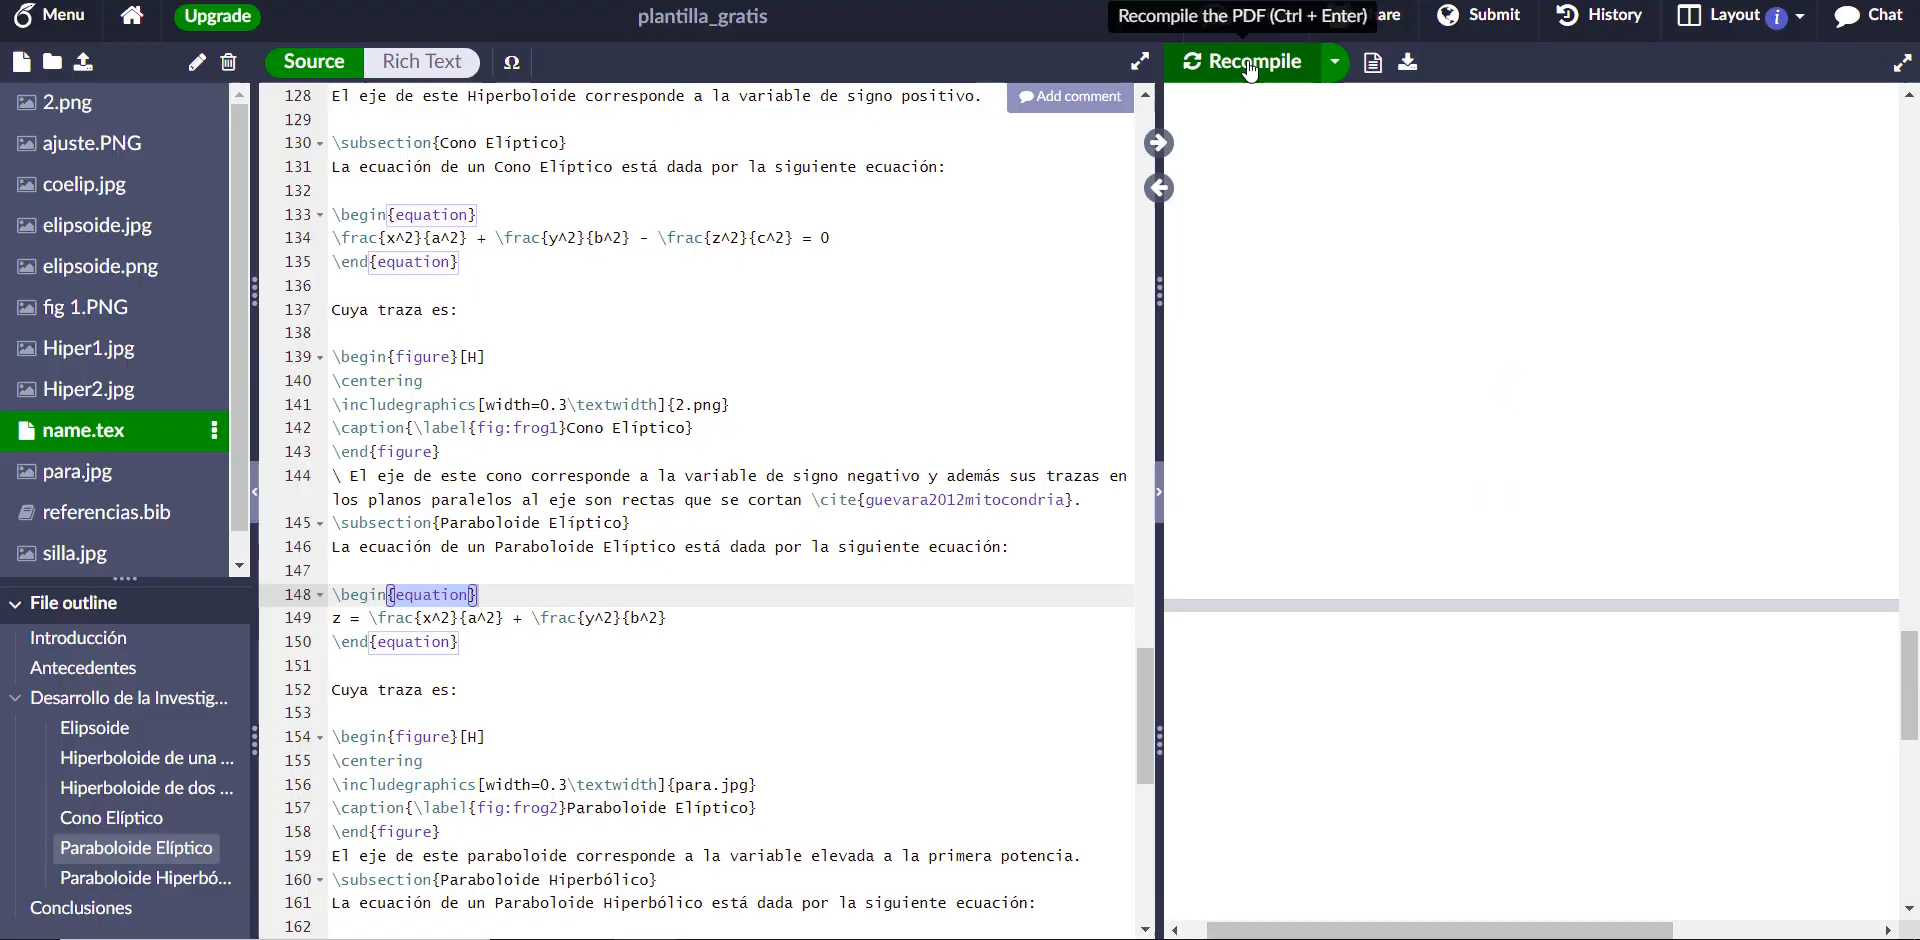 Menu
Upgrade
plantilla_gratis
Recompile the PDF (Ctrl + Enter)
Submit
History
Layout
i
Chat
Source
Rich Text
Ω
Recompile
2.png
ajuste.PNG
coelip.jpg
elipsoide.jpg
elipsoide.png
fig 1.PNG
Hiper1.jpg
Hiper2.jpg
name.tex
para.jpg
referencias.bib
silla.jpg
File outline
Introducción
Antecedentes
Desarrollo de la Investig...
Elipsoide
Hiperboloide de una ...
Hiperboloide de dos ...
Cono Elíptico
Paraboloide Elíptico
Paraboloide Hiperbó...
Conclusiones
128 El eje de este Hiperboloide corresponde a la variable de signo positivo.
Add comment
129
130 \subsection{Cono Elíptico}
131 La ecuación de un Cono Elíptico está dada por la siguiente ecuación:
132
133 \begin{equation}
134 \frac{x^2}{a^2} + \frac{y^2}{b^2} - \frac{z^2}{c^2} = 0
135 \end{equation}
136
137 Cuya traza es:
138
139 \begin{figure}[H]
140 \centering
141 \includegraphics[width=0.3\textwidth]{2.png}
142 \caption{\label{fig:frog1}Cono Elíptico}
143 \end{figure}
144 \ El eje de este cono corresponde a la variable de signo negativo y además sus trazas en
los planos paralelos al eje son rectas que se cortan \cite{guevara2012mitocondria}.
145 \subsection{Paraboloide Elíptico}
146 La ecuación de un Paraboloide Elíptico está dada por la siguiente ecuación:
147
148 \begin{equation}
149 z = \frac{x^2}{a^2} + \frac{y^2}{b^2}
150 \end{equation}
151
152 Cuya traza es:
153
154 \begin{figure}[H]
155 \centering
156 \includegraphics[width=0.3\textwidth]{para.jpg}
157 \caption{\label{fig:frog2}Paraboloide Elíptico}
158 \end{figure}
159 El eje de este paraboloide corresponde a la variable elevada a la primera potencia.
160 \subsection{Paraboloide Hiperbólico}
161 La ecuación de un Paraboloide Hiperbólico está dada por la siguiente ecuación:
162